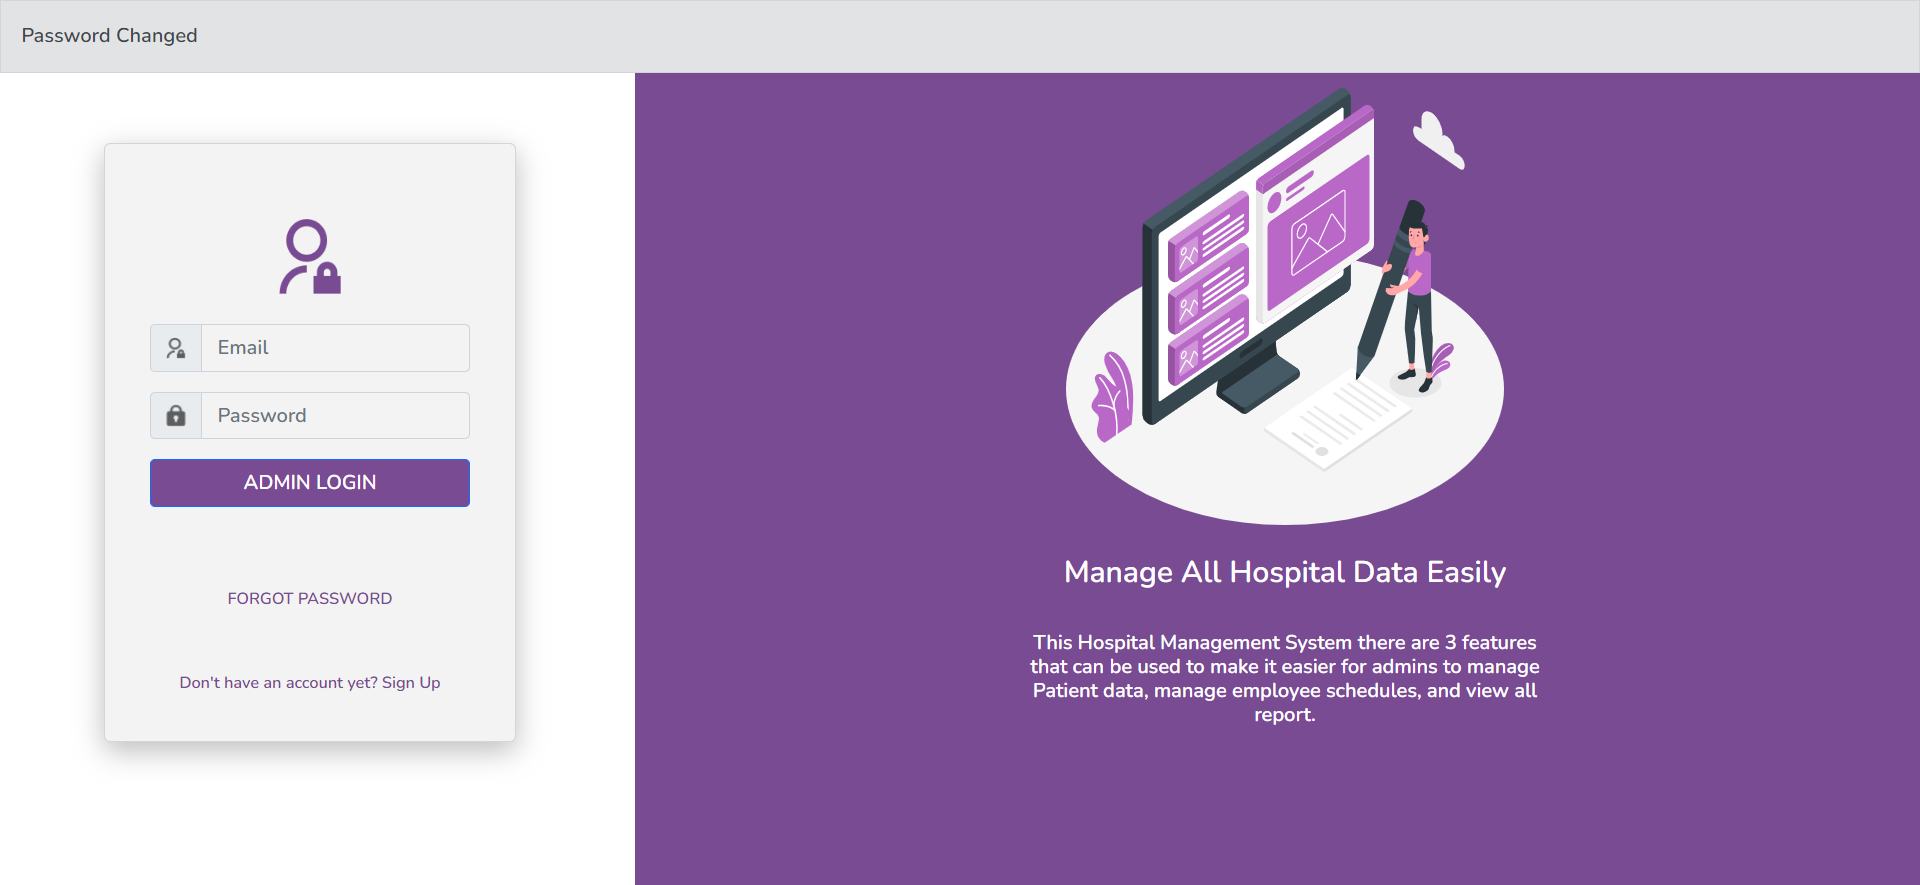 Password Changed
Email
Password
ADMIN LOGIN
FORGOT PASSWORD
Don't have an account yet? Sign Up
Manage All Hospital Data Easily
This Hospital Management System there are 3 features
that can be used to make it easier for admins to manage
Patient data, manage employee schedules, and view all
report.